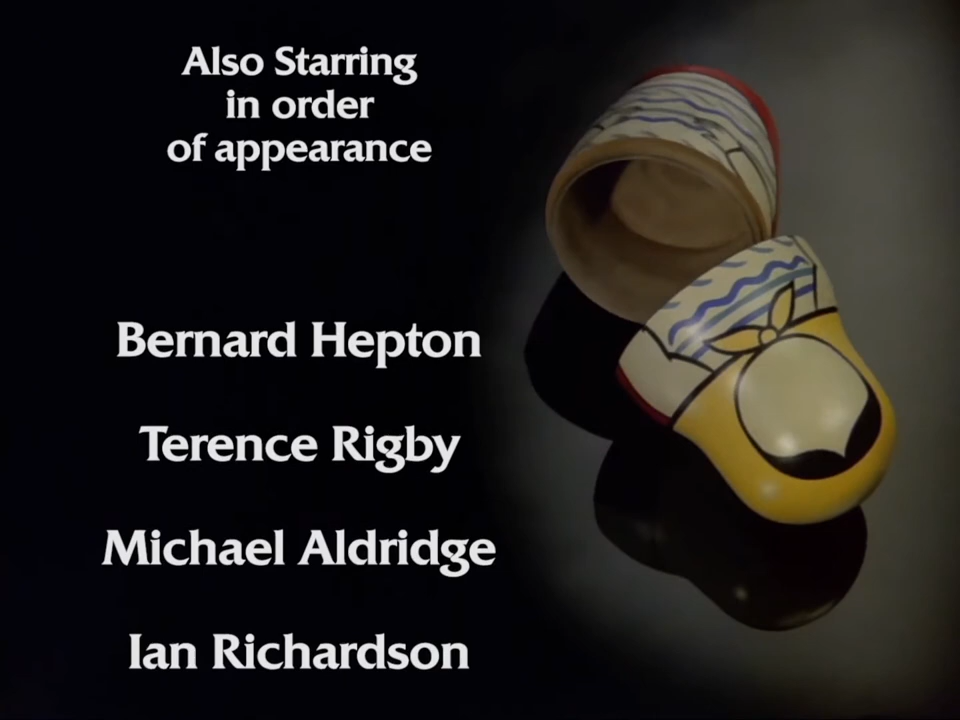 Also Starring
in order
of appearance
Bernard Hepton
Terence Rigby
Michael Aldridge
Ian Richardson